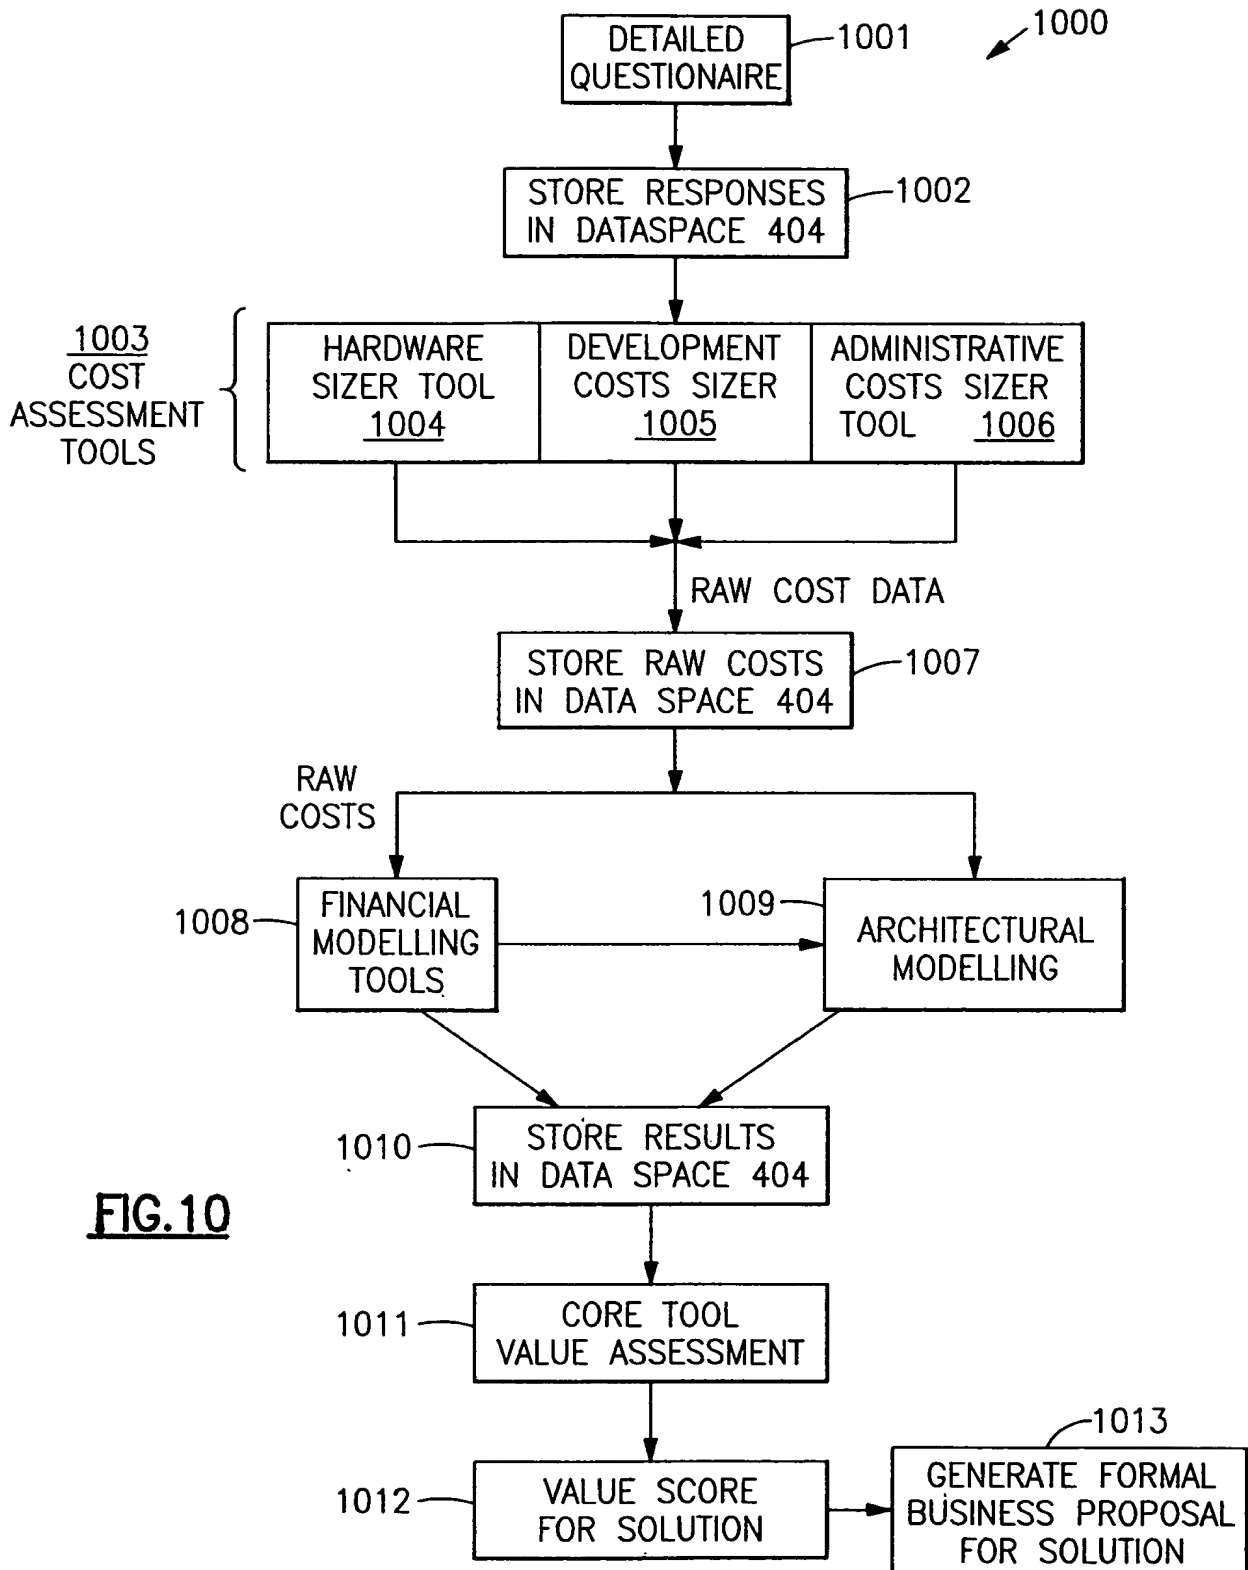 1000
DETAILED
QUESTIONAIRE
1001
STORE RESPONSES
IN DATASPACE 404
1002
1003
COST
ASSESSMENT
TOOLS
HARDWARE
SIZER TOOL
1004
DEVELOPMENT
COSTS SIZER
1005
ADMINISTRATIVE
COSTS SIZER
TOOL 1006
RAW COST DATA
STORE RAW COSTS
IN DATA SPACE 404
1007
RAW
COSTS
1008
FINANCIAL
MODELLING
TOOLS
1009
ARCHITECTURAL
MODELLING
1010
STORE RESULTS
IN DATA SPACE 404
FIG.10
1011
CORE TOOL
VALUE ASSESSMENT
1012
VALUE SCORE
FOR SOLUTION
1013
GENERATE FORMAL
BUSINESS PROPOSAL
FOR SOLUTION